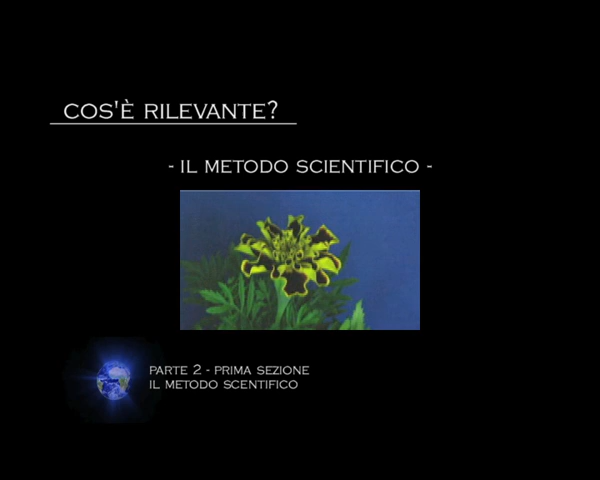 COS'È RILEVANTE?
- IL METODO SCIENTIFICO -
PARTE 2 - PRIMA SEZIONE
IL METODO SCENTIFICO